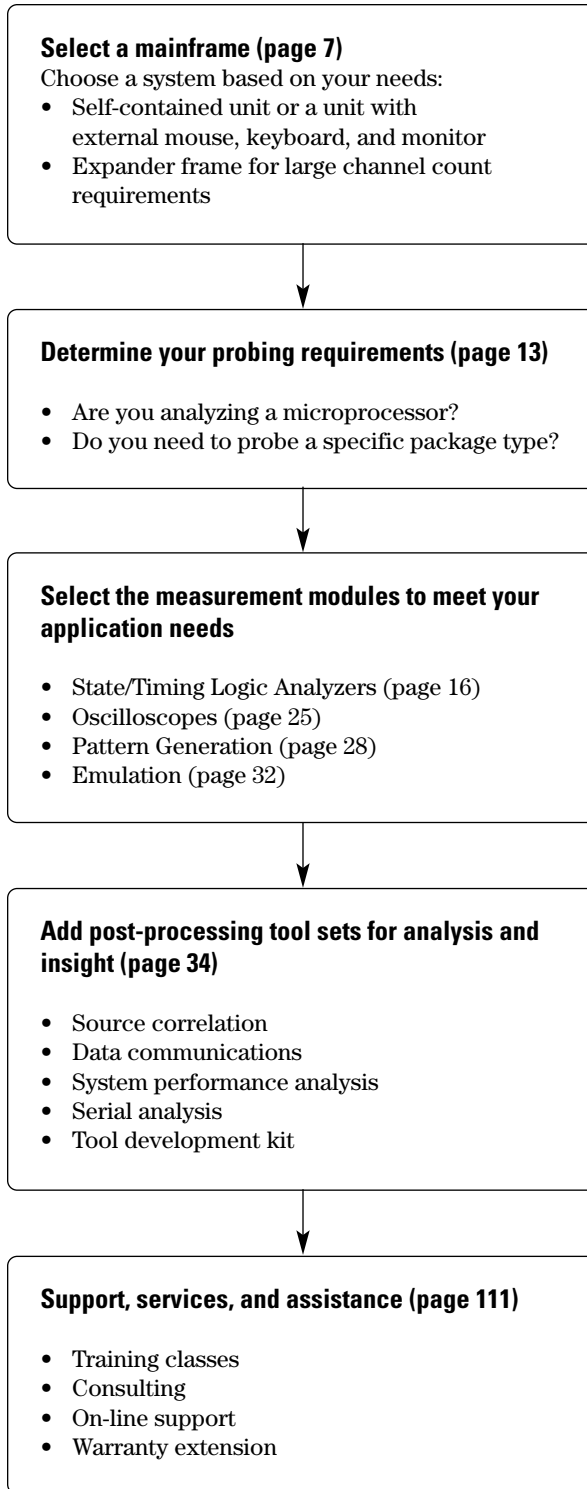 Select a mainframe (page 7)
Choose a system based on your needs:
• Self-contained unit or a unit with
external mouse, keyboard, and monitor
• Expander frame for large channel count
requirements
Determine your probing requirements (page 13)
• Are you analyzing a microprocessor?
• Do you need to probe a specific package type?
Select the measurement modules to meet your
application needs
• State/Timing Logic Analyzers (page 16)
• Oscilloscopes (page 25)
• Pattern Generation (page 28)
• Emulation (page 32)
Add post-processing tool sets for analysis and
insight (page 34)
• Source correlation
• Data communications
• System performance analysis
• Serial analysis
• Tool development kit
Support, services, and assistance (page 111)
• Training classes
• Consulting
• On-line support
• Warranty extension